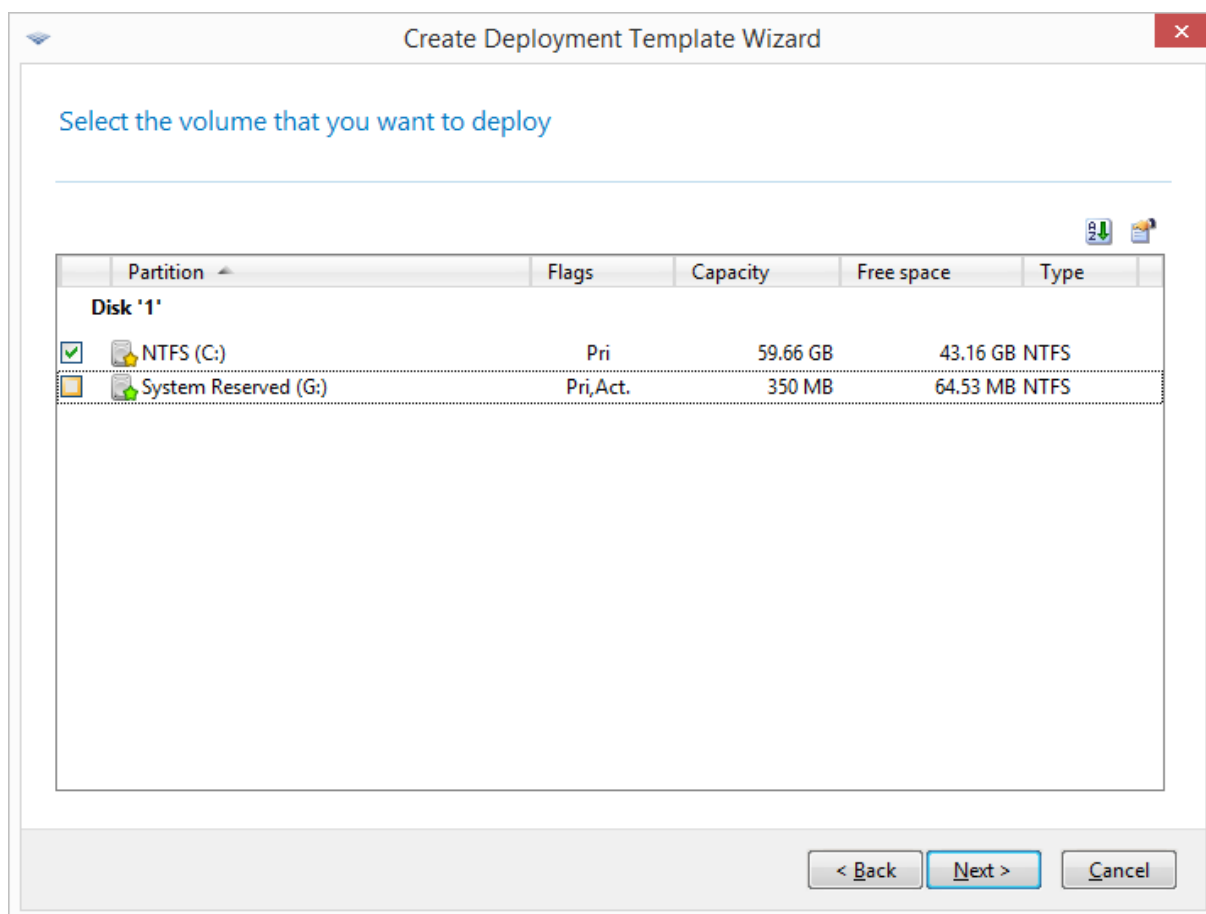 Create Deployment Template Wizard
Select the volume that you want to deploy
Partition Flags Capacity Free space Type
Disk '1'
NTFS (C:) Pri 59.66 GB 43.16 GB NTFS
System Reserved (G:) Pri,Act. 350 MB 64.53 MB NTFS
< Back Next > Cancel